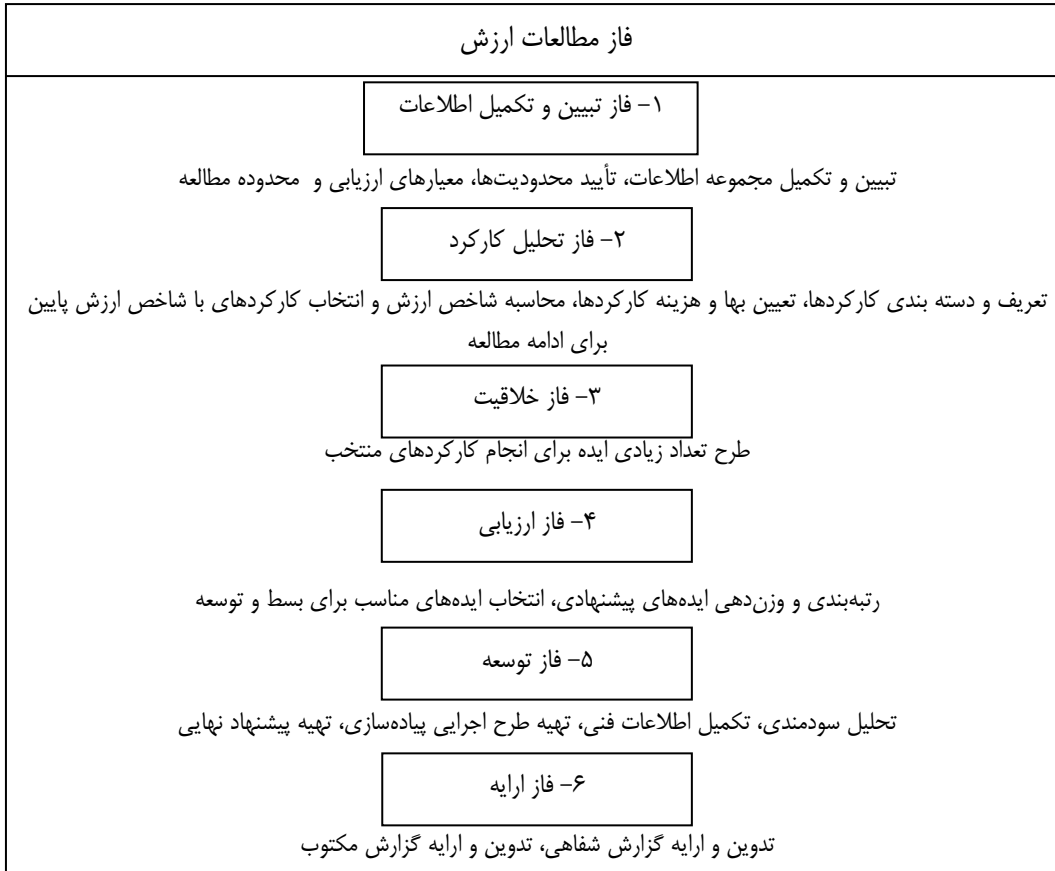 فاز مطالعات ارزش
۱- فاز تبیین و تکمیل اطلاعات
تبیین و تکمیل مجموعه اطلاعات، تأیید محدودیت‌ها، معیارهای ارزیابی و محدوده مطالعه
۲- فاز تحلیل کارکرد
تعریف و دسته بندی کارکردها، تعیین بها و هزینه کارکردها، محاسبه شاخص ارزش و انتخاب کارکردهای با شاخص ارزش پایین
برای ادامه مطالعه
۳- فاز خلاقیت
طرح تعداد زیادی ایده برای انجام کارکردهای منتخب
۴- فاز ارزیابی
رتبه‌بندی و وزن‌دهی ایده‌های پیشنهادی، انتخاب ایده‌های مناسب برای بسط و توسعه
۵- فاز توسعه
تحلیل سودمندی، تکمیل اطلاعات فنی، تهیه طرح اجرایی پیاده‌سازی، تهیه پیشنهاد نهایی
۶- فاز ارایه
تدوین و ارایه گزارش شفاهی، تدوین و ارایه گزارش مکتوب